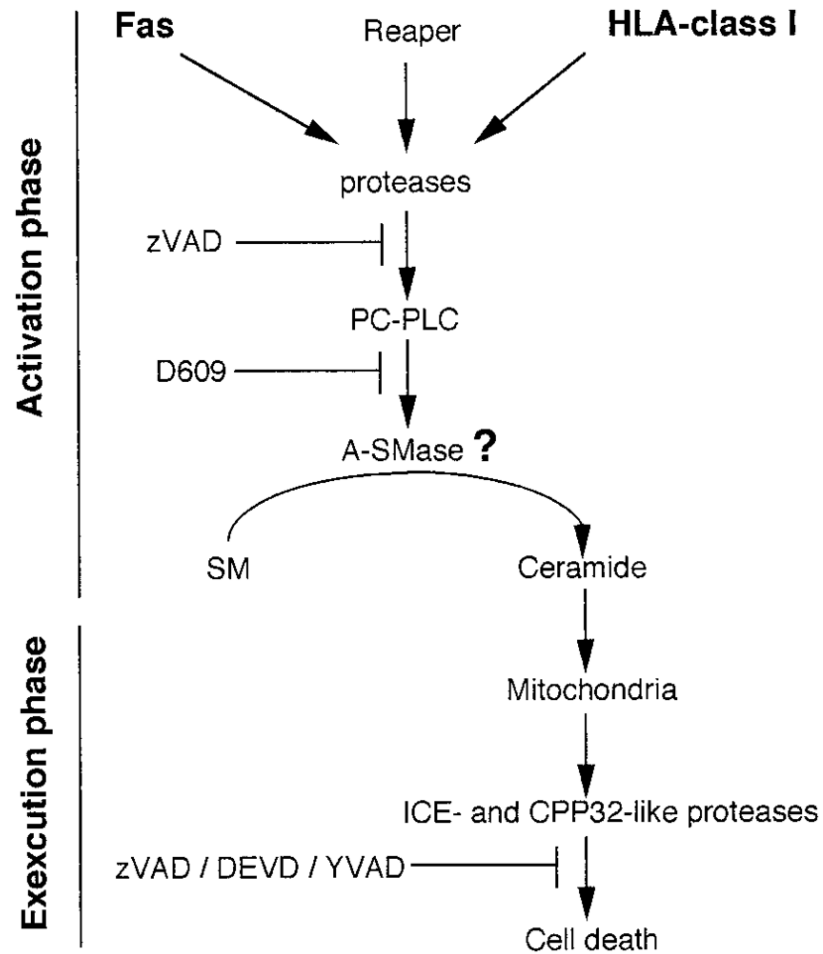 Fas
Reaper
HLA-class I
Activation phase
proteases
zVAD
PC-PLC
D609
A-SMase ?
SM
Ceramide
Exexcution phase
Mitochondria
ICE- and CPP32-like proteases
zVAD / DEVD / YVAD
Cell death